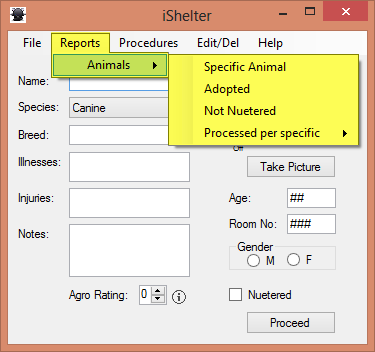 iShelter
File Reports Procedures Edit/Del Help
Animals
Specific Animal
Adopted
Not Nuetered
Processed per specific
Name:
Species: Canine
Breed:
Off
Illnesses:
Take Picture
Injuries:
Age: ##
Room No: ###
Notes:
Gender
M F
Agro Rating: 0
Nuetered
Proceed